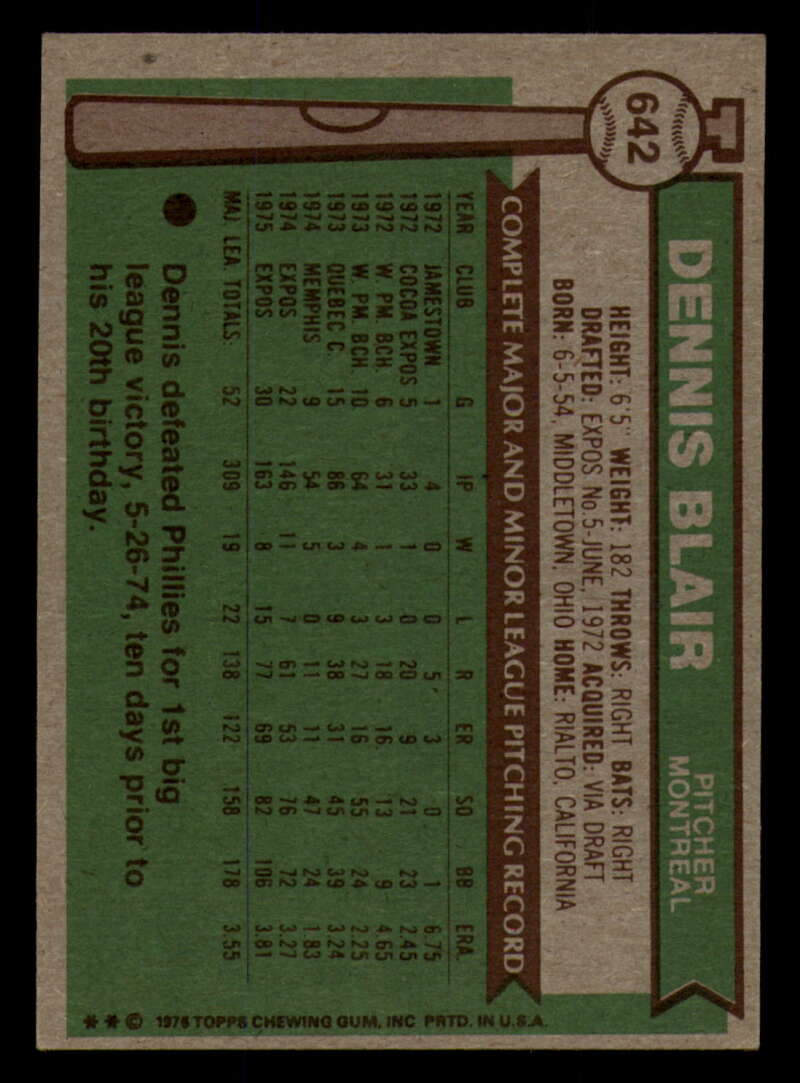 642
DENNIS BLAIR
PITCHER
MONTREAL
HEIGHT: 6'5" WEIGHT: 182 THROWS: RIGHT BATS: RIGHT
DRAFTED: EXPOS No.5-JUNE, 1972 ACQUIRED: VIA DRAFT
BORN: 6-5-54, MIDDLETOWN, OHIO HOME: RIALTO, CALIFORNIA
COMPLETE MAJOR AND MINOR LEAGUE PITCHING RECORD
YEAR CLUB G IP W L R ER SO BB ERA
1972 JAMESTOWN 1 4 0 0 5 3 0 1 6.75
1972 COCOA EXPOS 5 33 1 0 20 9 21 23 2.45
1972 W. PM. BCH. 6 31 1 3 18 16 13 9 4.65
1973 W. PM. BCH 10 64 4 3 27 16 55 24 2.25
1973 QUEBEC C. 15 86 3 9 38 31 45 39 3.24
1974 MEMPHIS 9 54 5 0 11 11 47 24 1.83
1974 EXPOS 22 146 11 7 61 53 76 72 3.27
1975 EXPOS 30 163 8 15 77 69 82 106 3.81
MAJ. LEA. TOTALS: 52 309 19 22 138 122 158 178 3.55
Dennis defeated Phillies for 1st big
league victory, 5-26-74, ten days prior to
his 20th birthday.
** © 1976 TOPPS CHEWING GUM, INC PRTD. IN U.S.A.